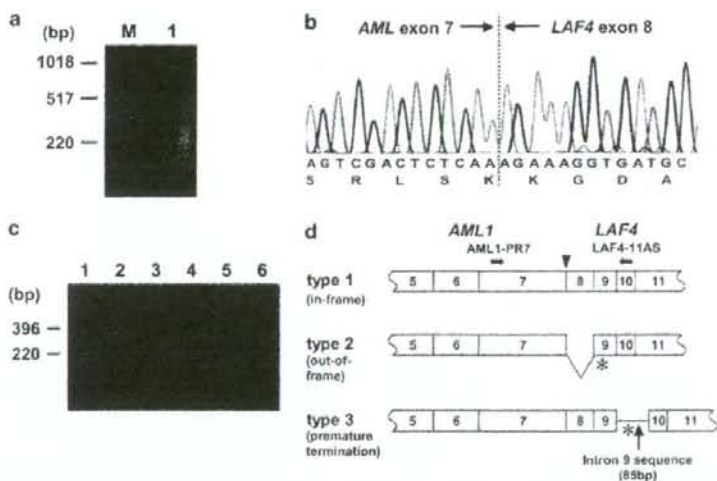 a
(bp) M 1
1018
517
220
b
AML exon 7 LAF4 exon 8
AGTCGACTCTCAAAGAAAGGTGATGC
S R L S K K G D A
c
1 2 3 4 5 6
(bp)
396
220
d
AML1 LAF4
AML1-PR7 LAF4-11AS
type 1 5 6 7 8 9 10 11
(in-frame)
type 2 5 6 7 9 10 11
(out-of-
frame) *
type 3 5 6 7 8 9 10 11
(premature *
termination)
Intron 9 sequence
(85bp)